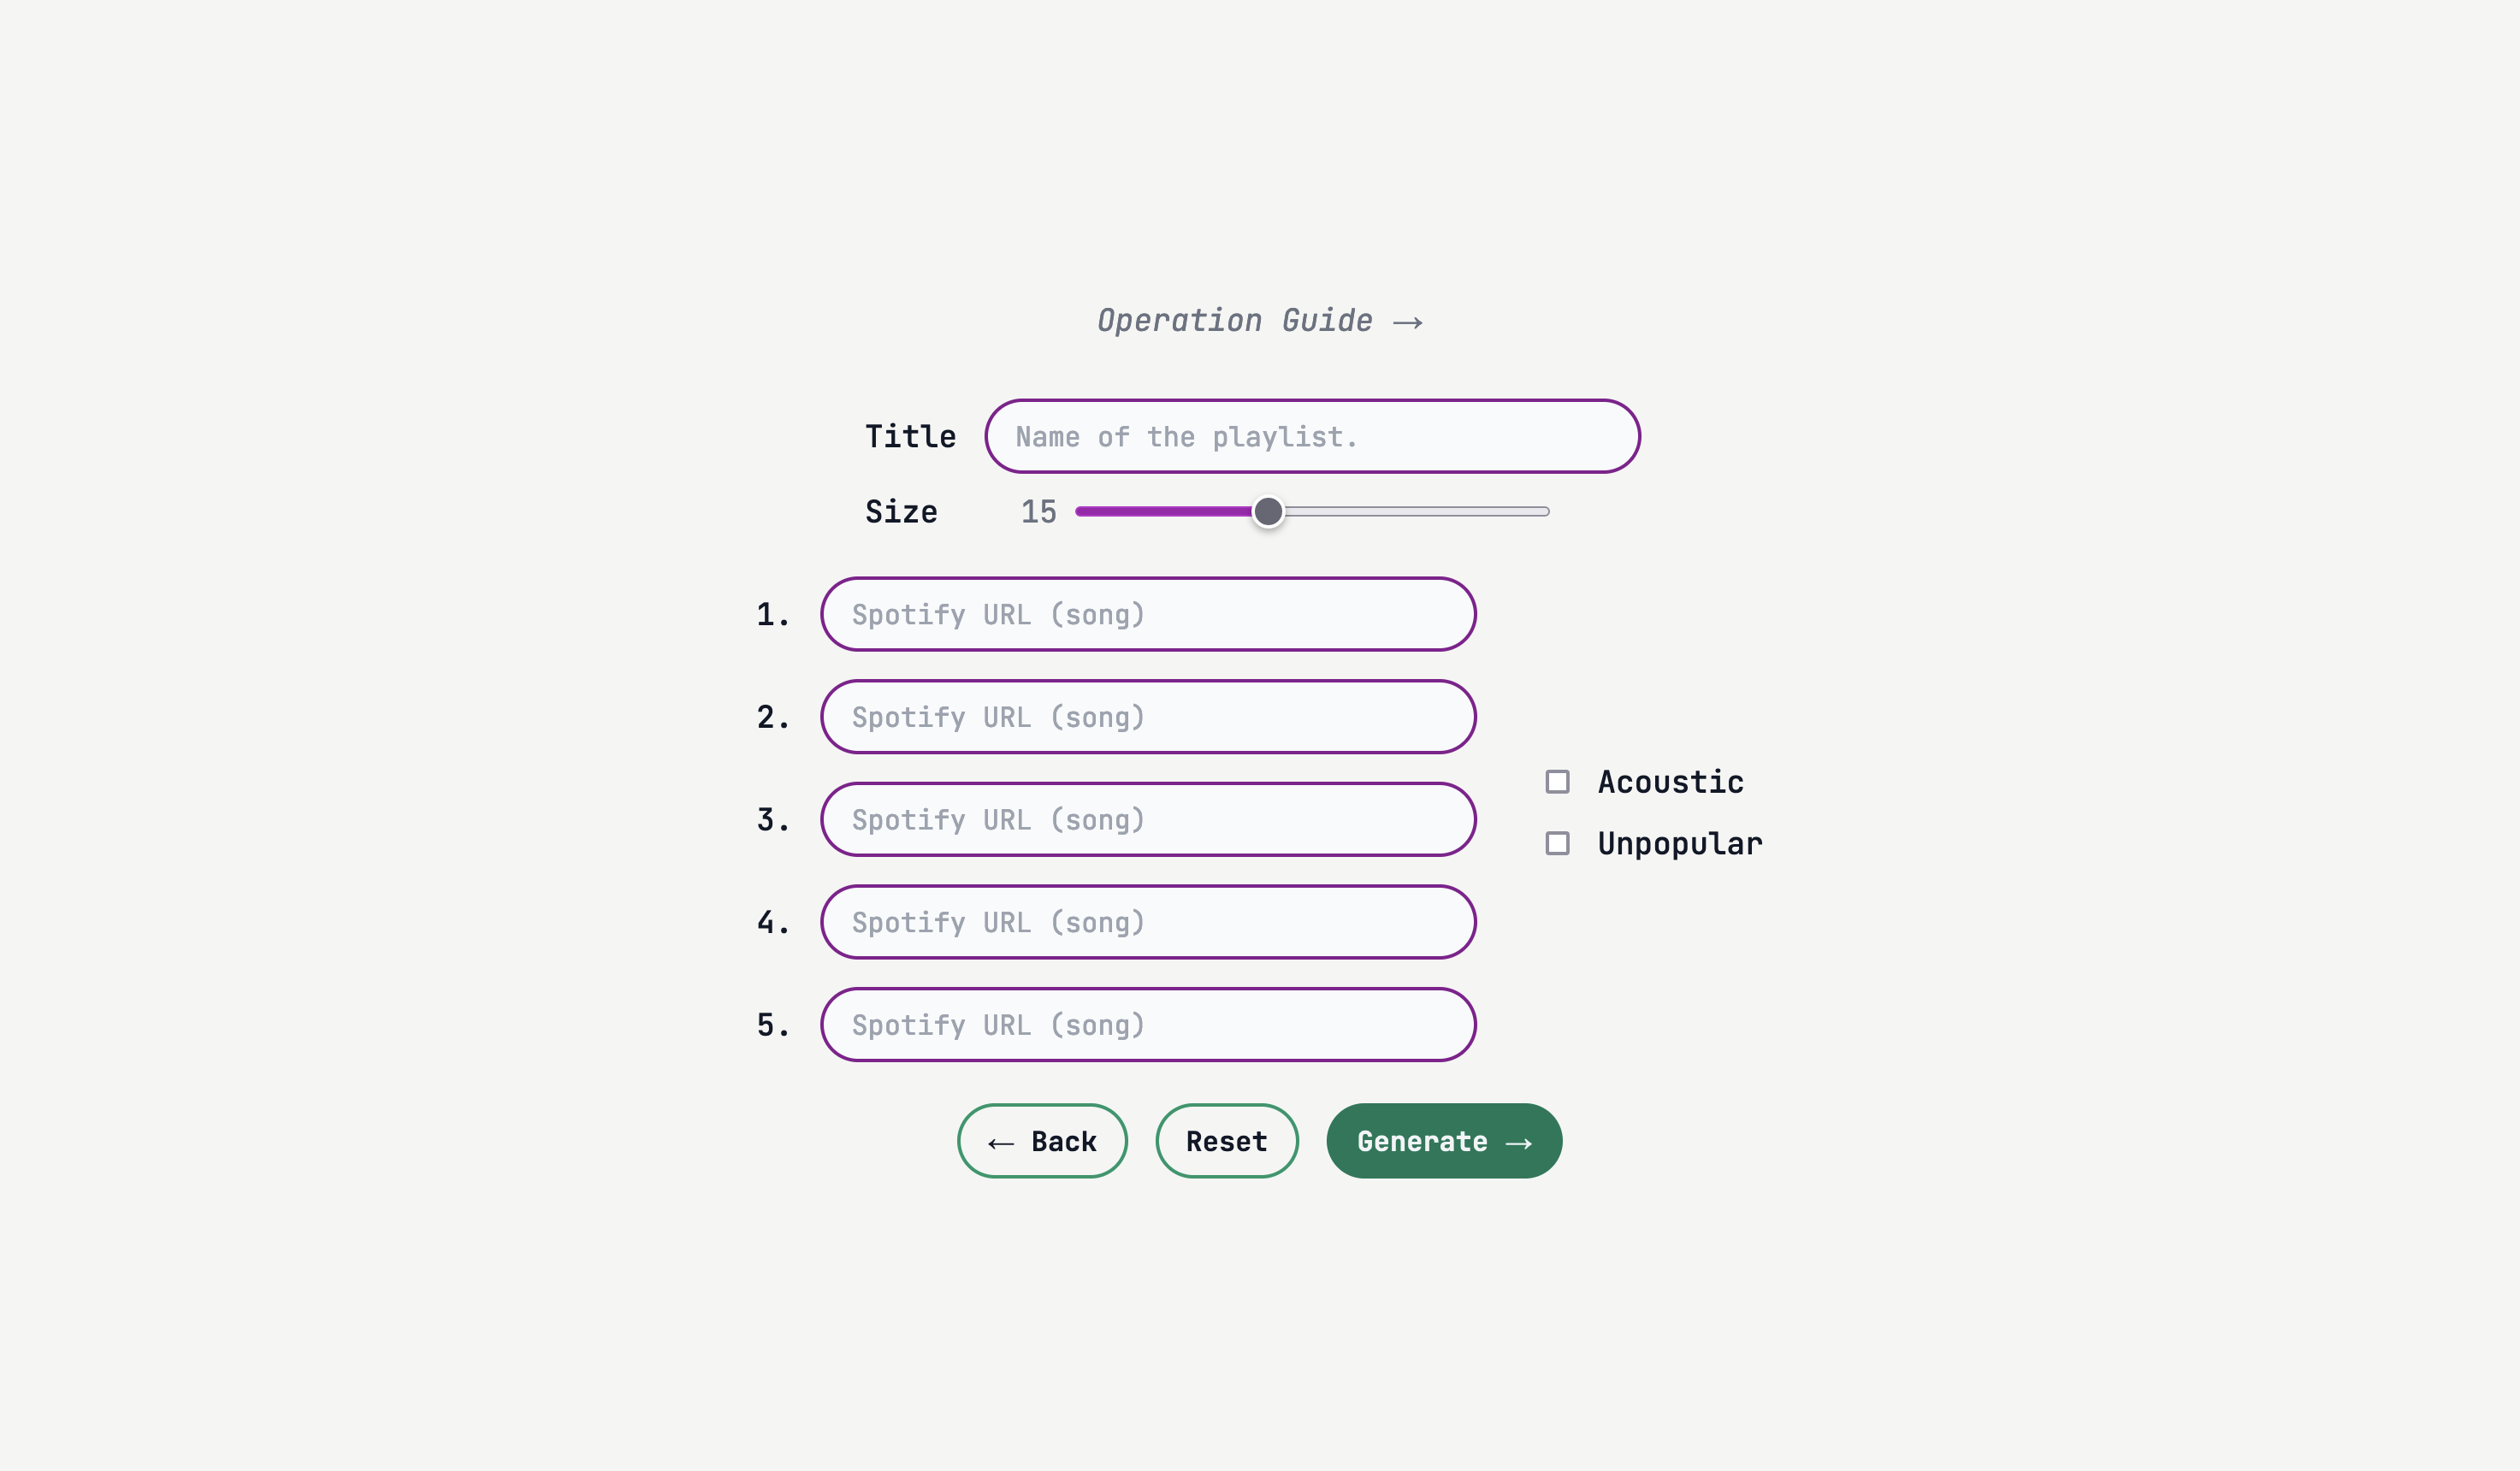 Operation Guide →
Title Name of the playlist.
Size 15
1. Spotify URL (song)
2. Spotify URL (song)
3. Spotify URL (song)
4. Spotify URL (song)
5. Spotify URL (song)
Acoustic
Unpopular
← Back Reset Generate →